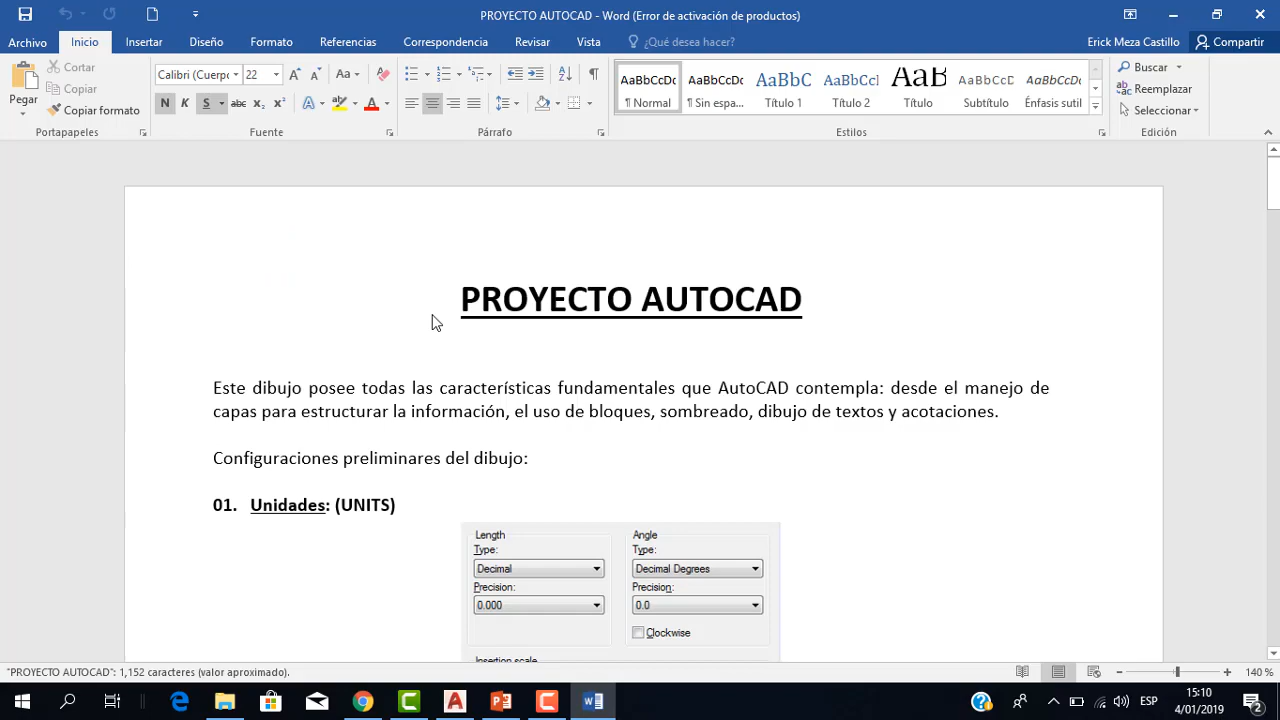 PROYECTO AUTOCAD - Word (Error de activación de productos)
Archivo Inicio Insertar Diseño Formato Referencias Correspondencia Revisar Vista ¿Qué desea hacer? Erick Meza Castillo Compartir
Pegar
Cortar
Copiar
Copiar formato
Portapapeles
Calibri (Cuerpo 22 Aa
N K S abc x₂ x² A A
Fuente
Párrafo
AaBbCcDc AaBbCcDc AaBbC AaBbCcI AaB AaBbCcD AaBbCcDc
¶ Normal ¶ Sin espa... Título 1 Título 2 Título Subtítulo Énfasis sutil
Estilos
Buscar
Reemplazar
Seleccionar
Edición
PROYECTO AUTOCAD
Este dibujo posee todas las características fundamentales que AutoCAD contempla: desde el manejo de
capas para estructurar la información, el uso de bloques, sombreado, dibujo de textos y acotaciones.
Configuraciones preliminares del dibujo:
01. Unidades: (UNITS)
Length
Type:
Decimal
Precision:
0.000
Angle
Type:
Decimal Degrees
Precision:
0.0
Clockwise
Insertion scale
"PROYECTO AUTOCAD": 1,152 caracteres (valor aproximado).
140 %
ESP
15:10
4/01/2019
2